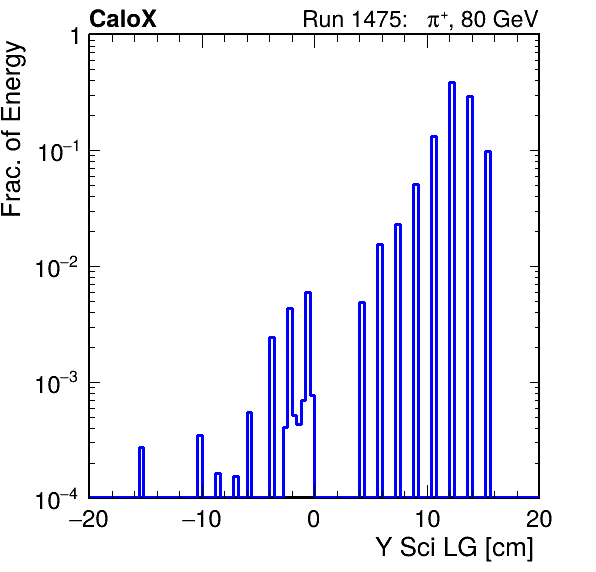 CaloX Run 1475: π⁺, 80 GeV
Frac. of Energy
1
10⁻¹
10⁻²
10⁻³
10⁻⁴
−20 −10 0 10 20
Y Sci LG [cm]